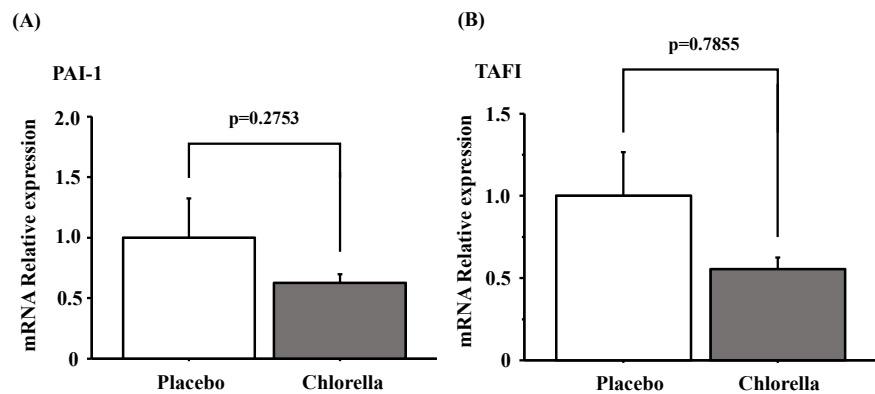 (A)
PAI-1
p=0.2753
mRNA Relative expression
2.0
1.5
1.0
0.5
0
Placebo
Chlorella
(B)
TAFI
p=0.7855
mRNA Relative expression
1.5
1.0
0.5
0
Placebo
Chlorella